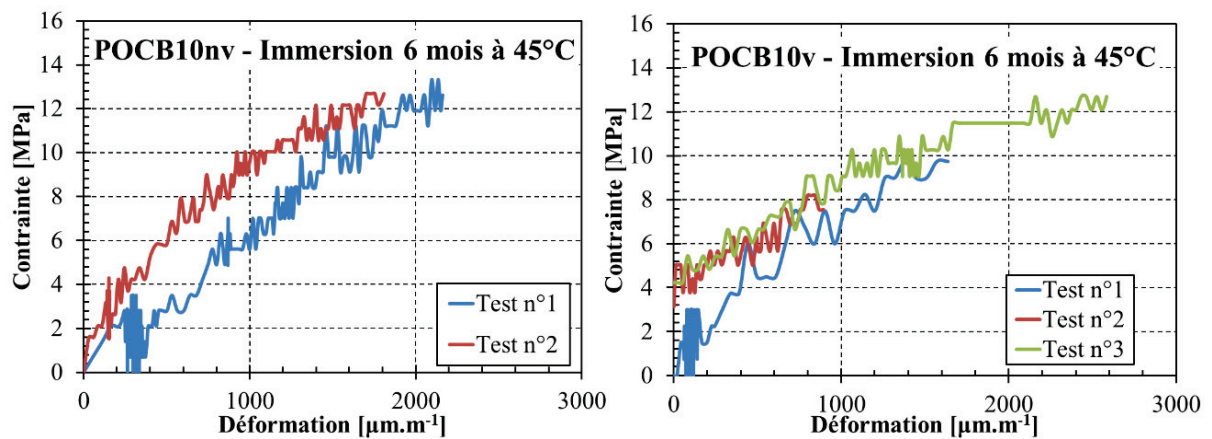 POCB10nv - Immersion 6 mois à 45°C
Contrainte [MPa]
16
14
12
10
8
6
4
2
0
Test n°1
Test n°2
0 1000 2000 3000
Déformation [µm.m⁻¹]
POCB10v - Immersion 6 mois à 45°C
Contrainte [MPa]
16
14
12
10
8
6
4
2
0
Test n°1
Test n°2
Test n°3
0 1000 2000 3000
Déformation [µm.m⁻¹]